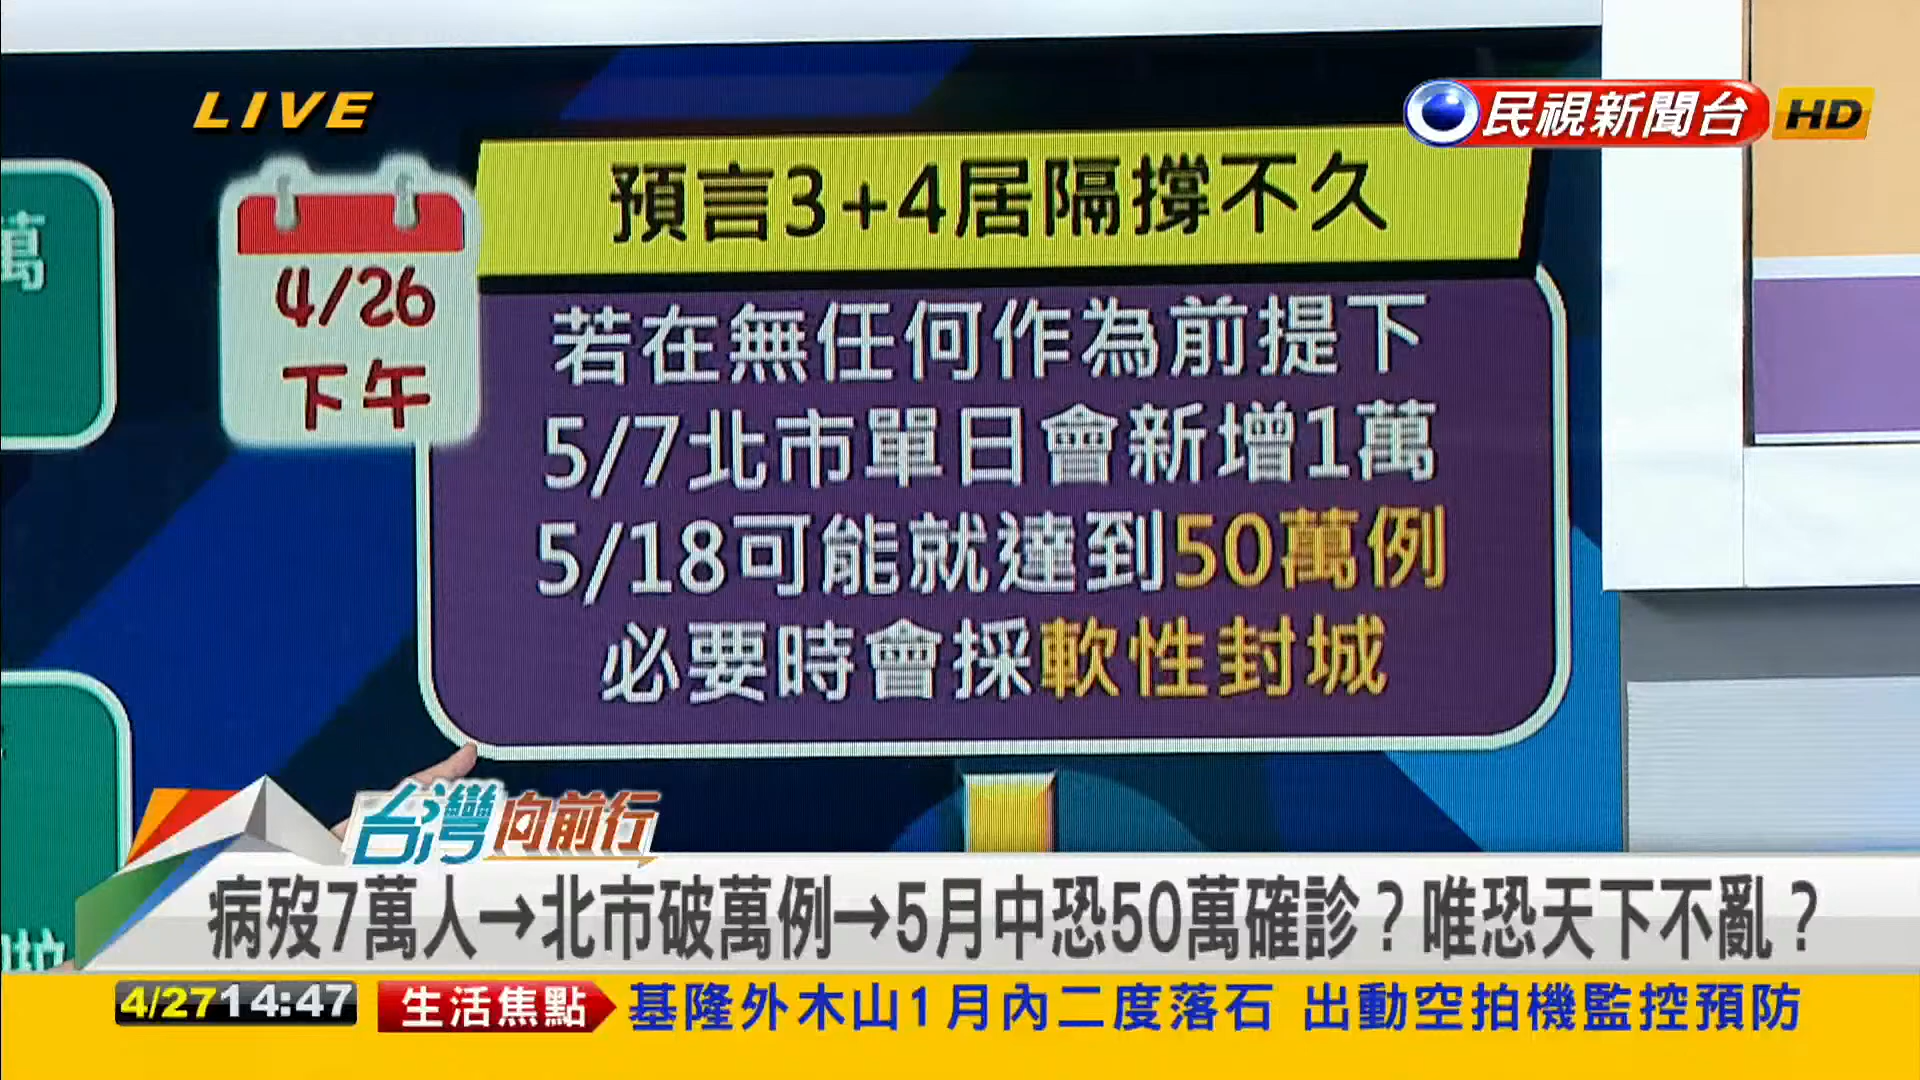 LIVE
民視新聞台 HD
萬
4/26
下午
預言3+4居隔撐不久
若在無任何作為前提下
5/7北市單日會新增1萬
5/18可能就達到50萬例
必要時會採軟性封城
台灣向前行
病歿7萬人→北市破萬例→5月中恐50萬確診？唯恐天下不亂？
4/27 14:47 生活焦點 基隆外木山1月內二度落石 出動空拍機監控預防